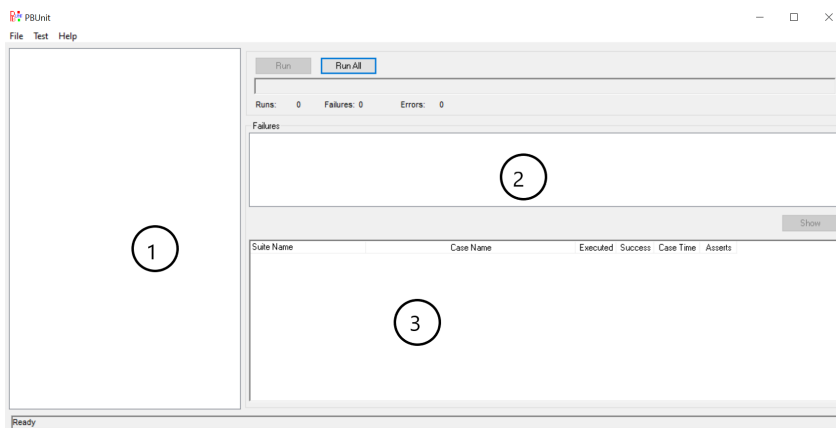 PBUnit
File Test Help
Run Run All
Runs: 0 Failures: 0 Errors: 0
Failures
2
Show
1
Suite Name Case Name Executed Success Case Time Asserts
3
Ready